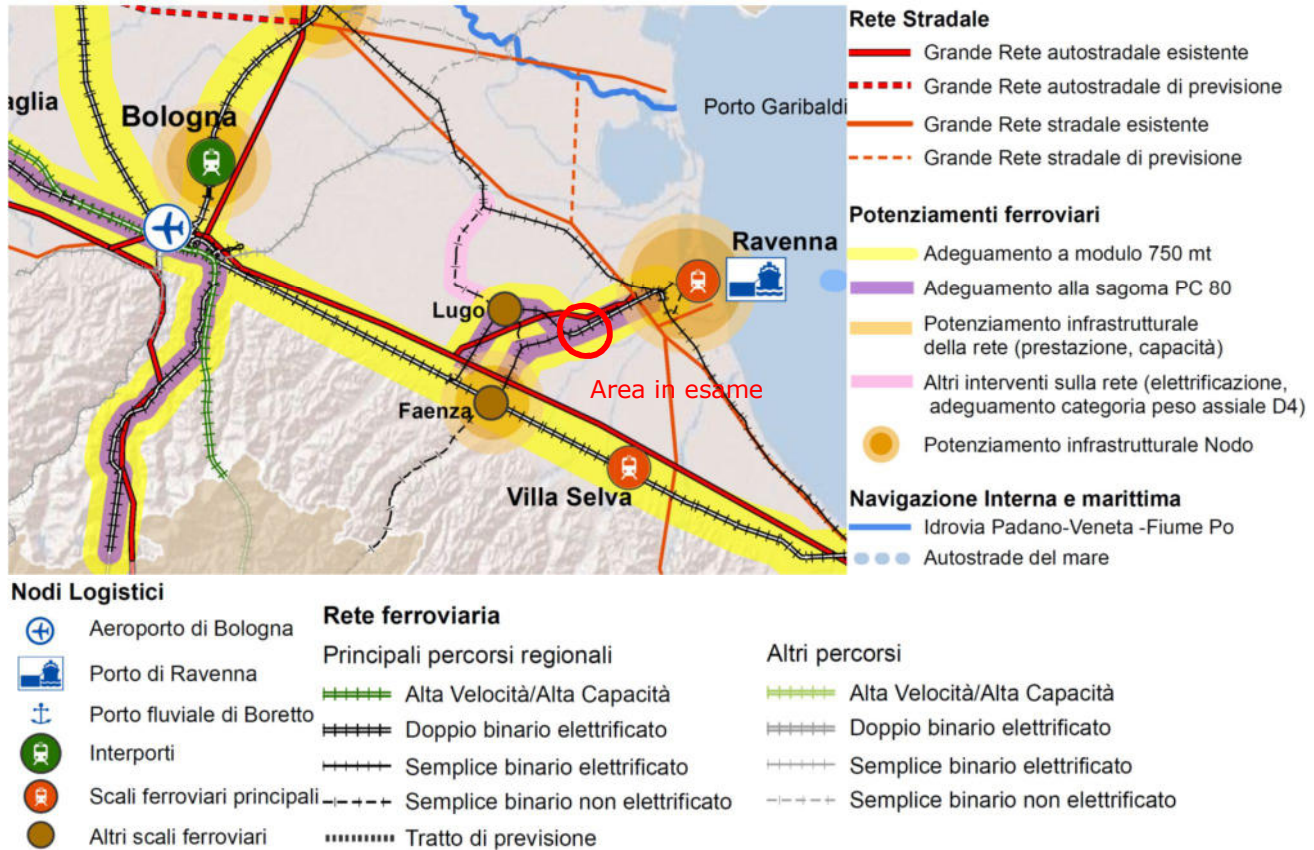 aglia
Bologna
Porto Garibaldi
Ravenna
Lugo
Area in esame
Faenza
Villa Selva
Rete Stradale
Grande Rete autostradale esistente
Grande Rete autostradale di previsione
Grande Rete stradale esistente
Grande Rete stradale di previsione
Potenziamenti ferroviari
Adeguamento a modulo 750 mt
Adeguamento alla sagoma PC 80
Potenziamento infrastrutturale
della rete (prestazione, capacità)
Altri interventi sulla rete (elettrificazione,
adeguamento categoria peso assiale D4)
Potenziamento infrastrutturale Nodo
Navigazione Interna e marittima
Idrovia Padano-Veneta -Fiume Po
Autostrade del mare
Nodi Logistici
Aeroporto di Bologna
Porto di Ravenna
Porto fluviale di Boretto
Interporti
Scali ferroviari principali
Altri scali ferroviari
Rete ferroviaria
Principali percorsi regionali
Alta Velocità/Alta Capacità
Doppio binario elettrificato
Semplice binario elettrificato
Semplice binario non elettrificato
Tratto di previsione
Altri percorsi
Alta Velocità/Alta Capacità
Doppio binario elettrificato
Semplice binario elettrificato
Semplice binario non elettrificato